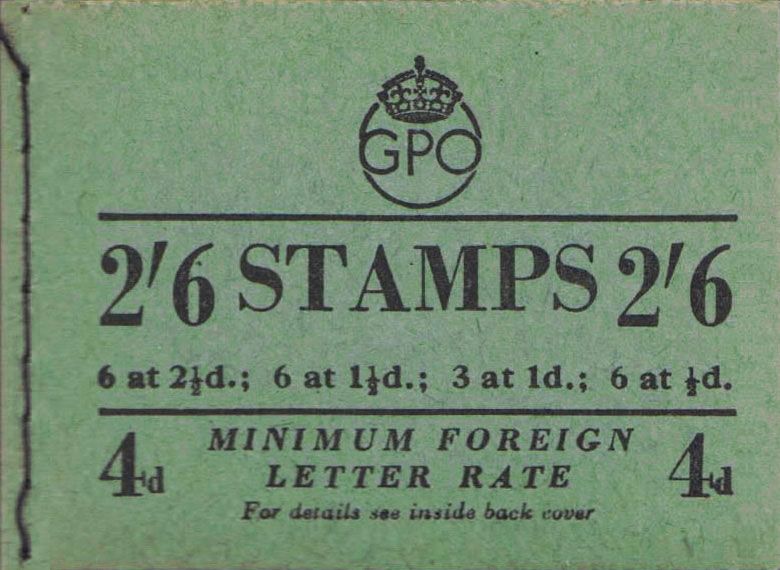 GPO
2'6 STAMPS 2'6
6 at 2½d.; 6 at 1½d.; 3 at 1d.; 6 at ½d.
4d MINIMUM FOREIGN 4d
LETTER RATE
For details see inside back cover